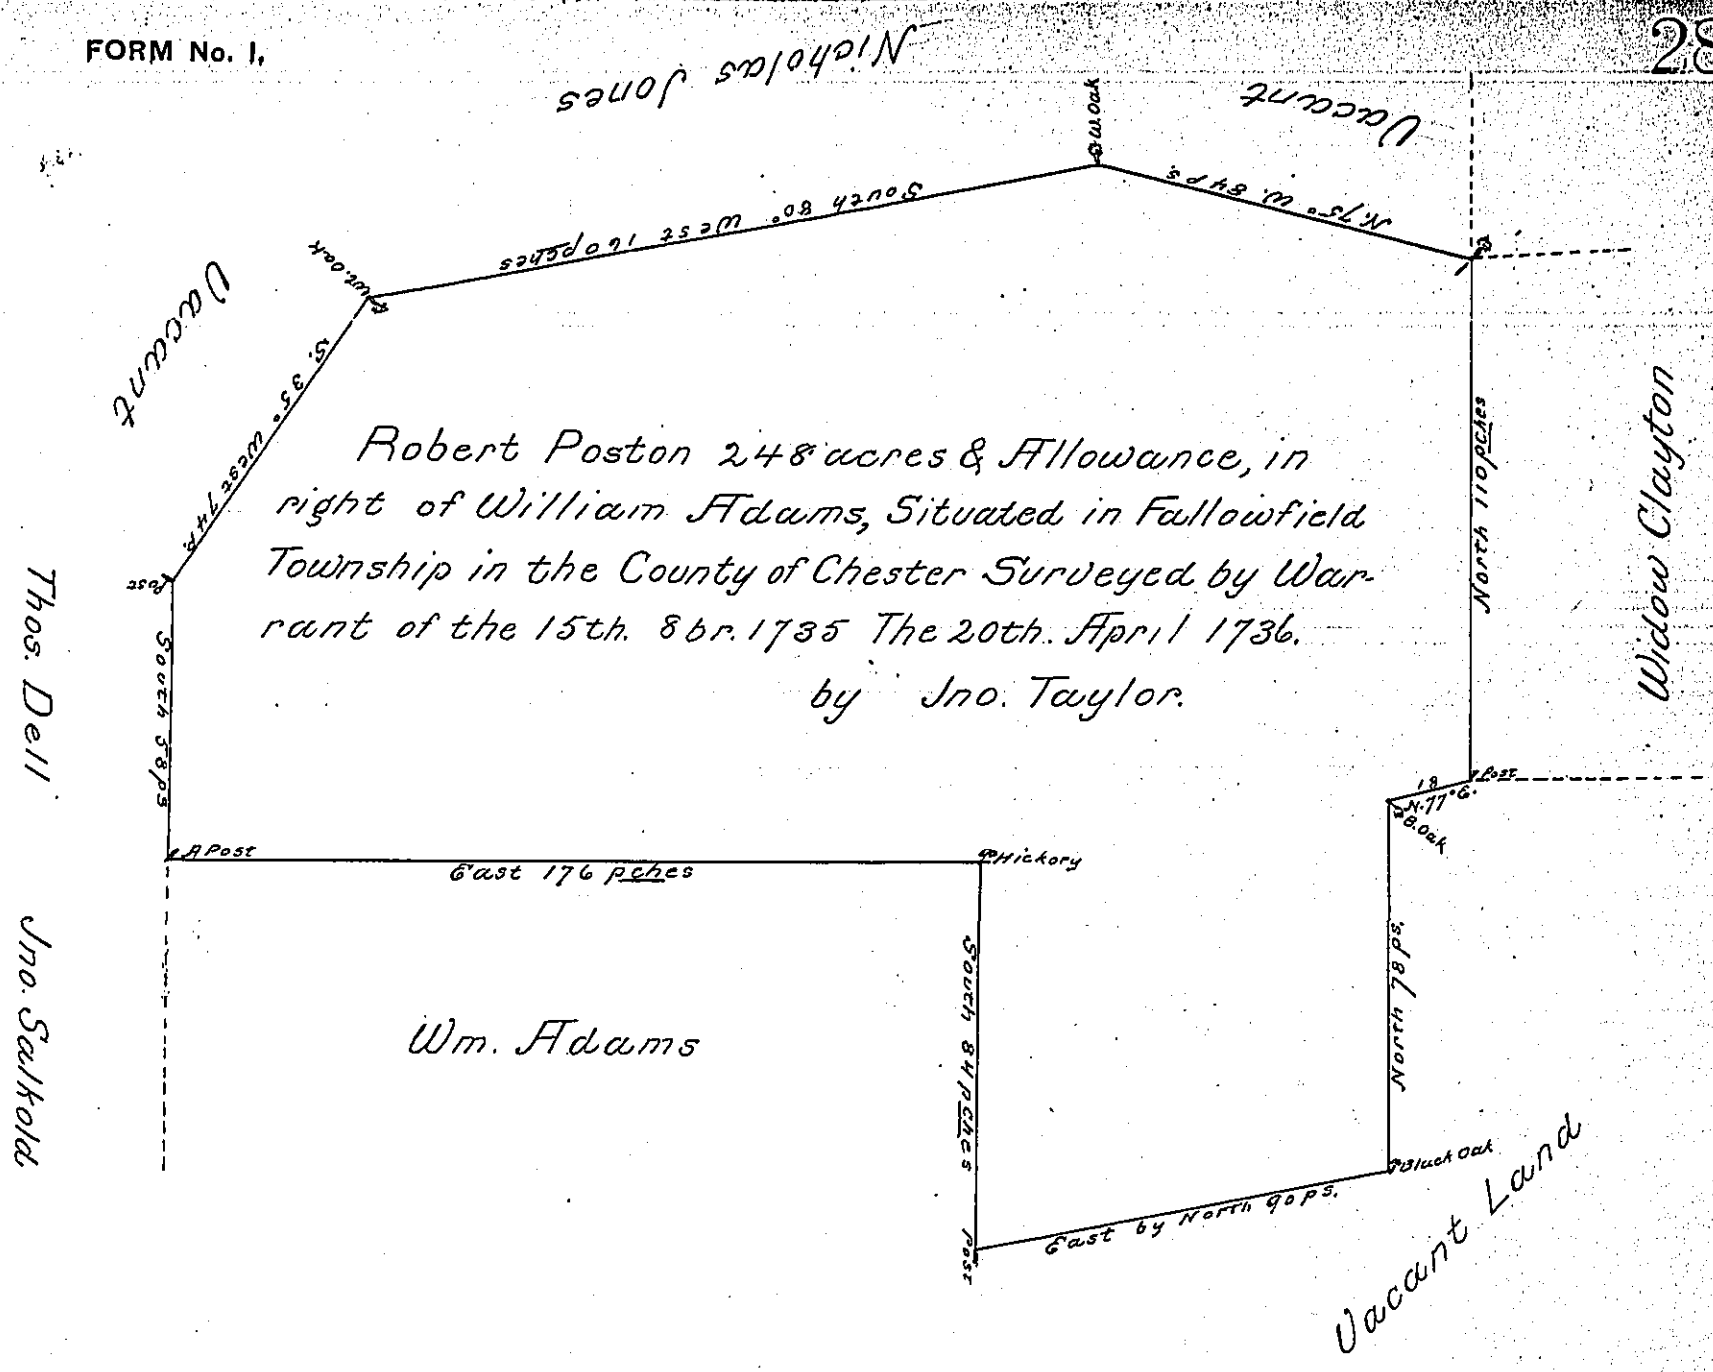 FORM No. 1.
28
Nicholas Jones
Vacant
B.W. Oak
N. 75° W. 84 ps
South 80° West 160 pches
Wt. Oak
Vacant
S. 35° West 74 P.
Post
South 58 ps
Thos. Dell
Jno. Salkold
Robert Poston 248 acres & Allowance, in
right of William Adams, Situated in Fallowfield
Township in the County of Chester Surveyed by War-
rant of the 15th. 8br. 1735 The 20th. April 1736.
by Jno. Taylor.
North 110 pches
Widow Clayton
Post
18
N. 77° E.
B. Oak
A Post
East 176 pches
Hickory
Wm. Adams
South 84 pches
North 78 ps.
Black Oak
Post
East by North 90 ps.
Vacant Land